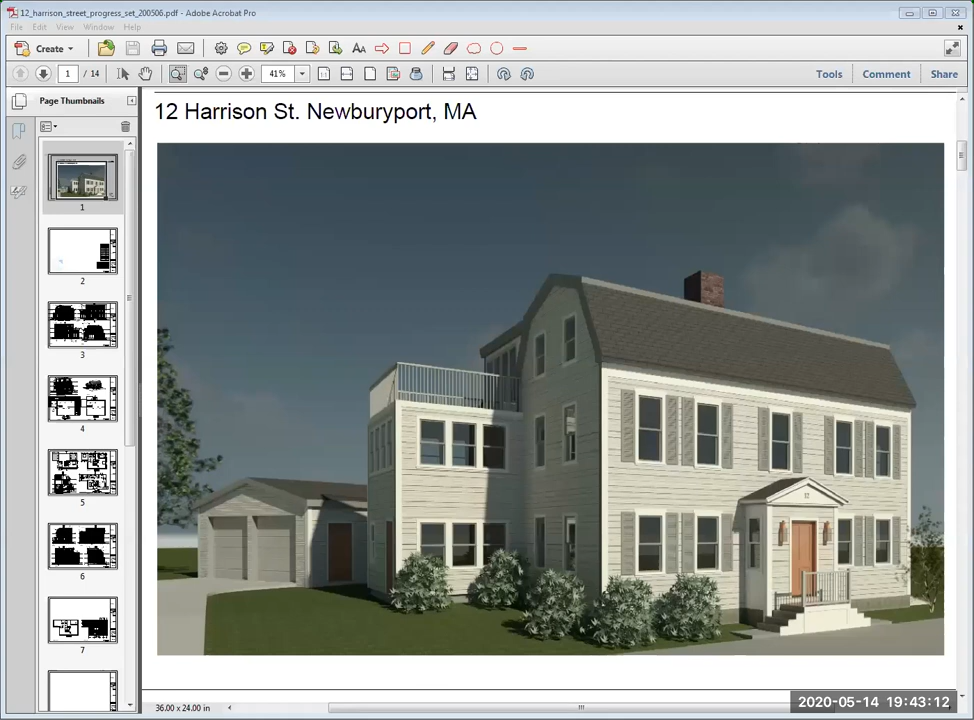 12_harrison_street_progress_set_200506.pdf - Adobe Acrobat Pro
File Edit View Window Help
Create
1 / 14 41% Tools Comment Share
Page Thumbnails
12 Harrison St. Newburyport, MA
1
2
3
4
5
6
7
12
36.00 x 24.00 in
2020-05-14 19:43:12